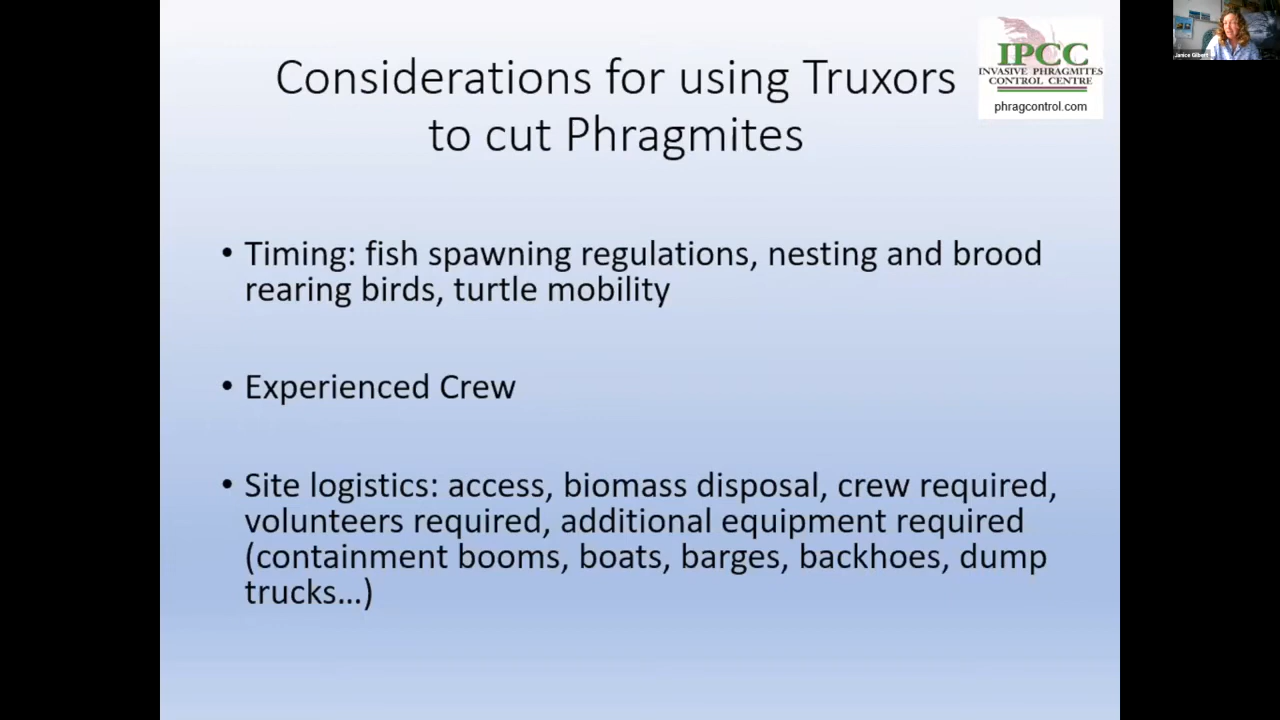 Considerations for using Truxors
to cut Phragmites
IPCC
INVASIVE PHRAGMITES
CONTROL CENTRE
phragcontrol.com
Janice Gilbert
• Timing: fish spawning regulations, nesting and brood
rearing birds, turtle mobility
• Experienced Crew
• Site logistics: access, biomass disposal, crew required,
volunteers required, additional equipment required
(containment booms, boats, barges, backhoes, dump
trucks…)